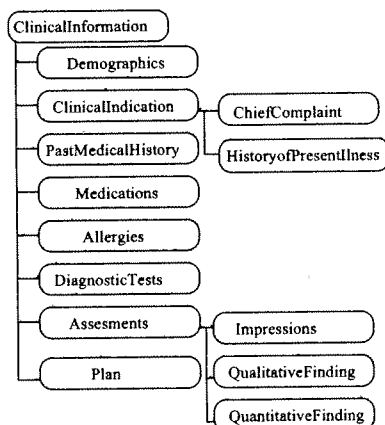 ClinicalInformation
Demographics
ClinicalIndication
ChiefComplaint
PastMedicalHistory
HistoryofPresentIlness
Medications
Allergies
DiagnosticTests
Assesments
Impressions
Plan
QualitativeFinding
QuantitativeFinding